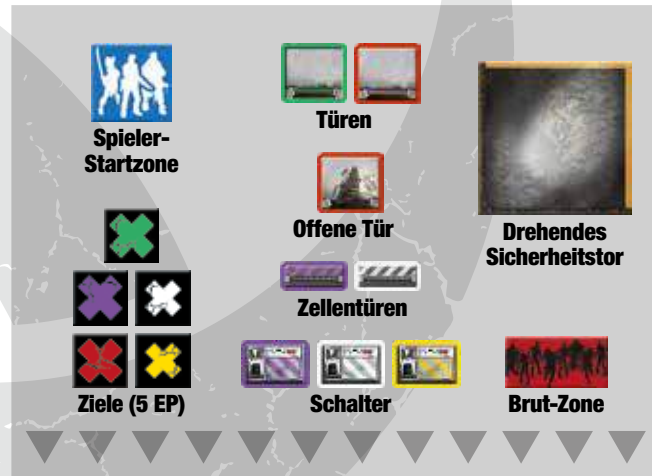 Spieler-
Startzone
Türen
Offene Tür
Drehendes
Sicherheitstor
Zellentüren
Ziele (5 EP)
Schalter
Brut-Zone